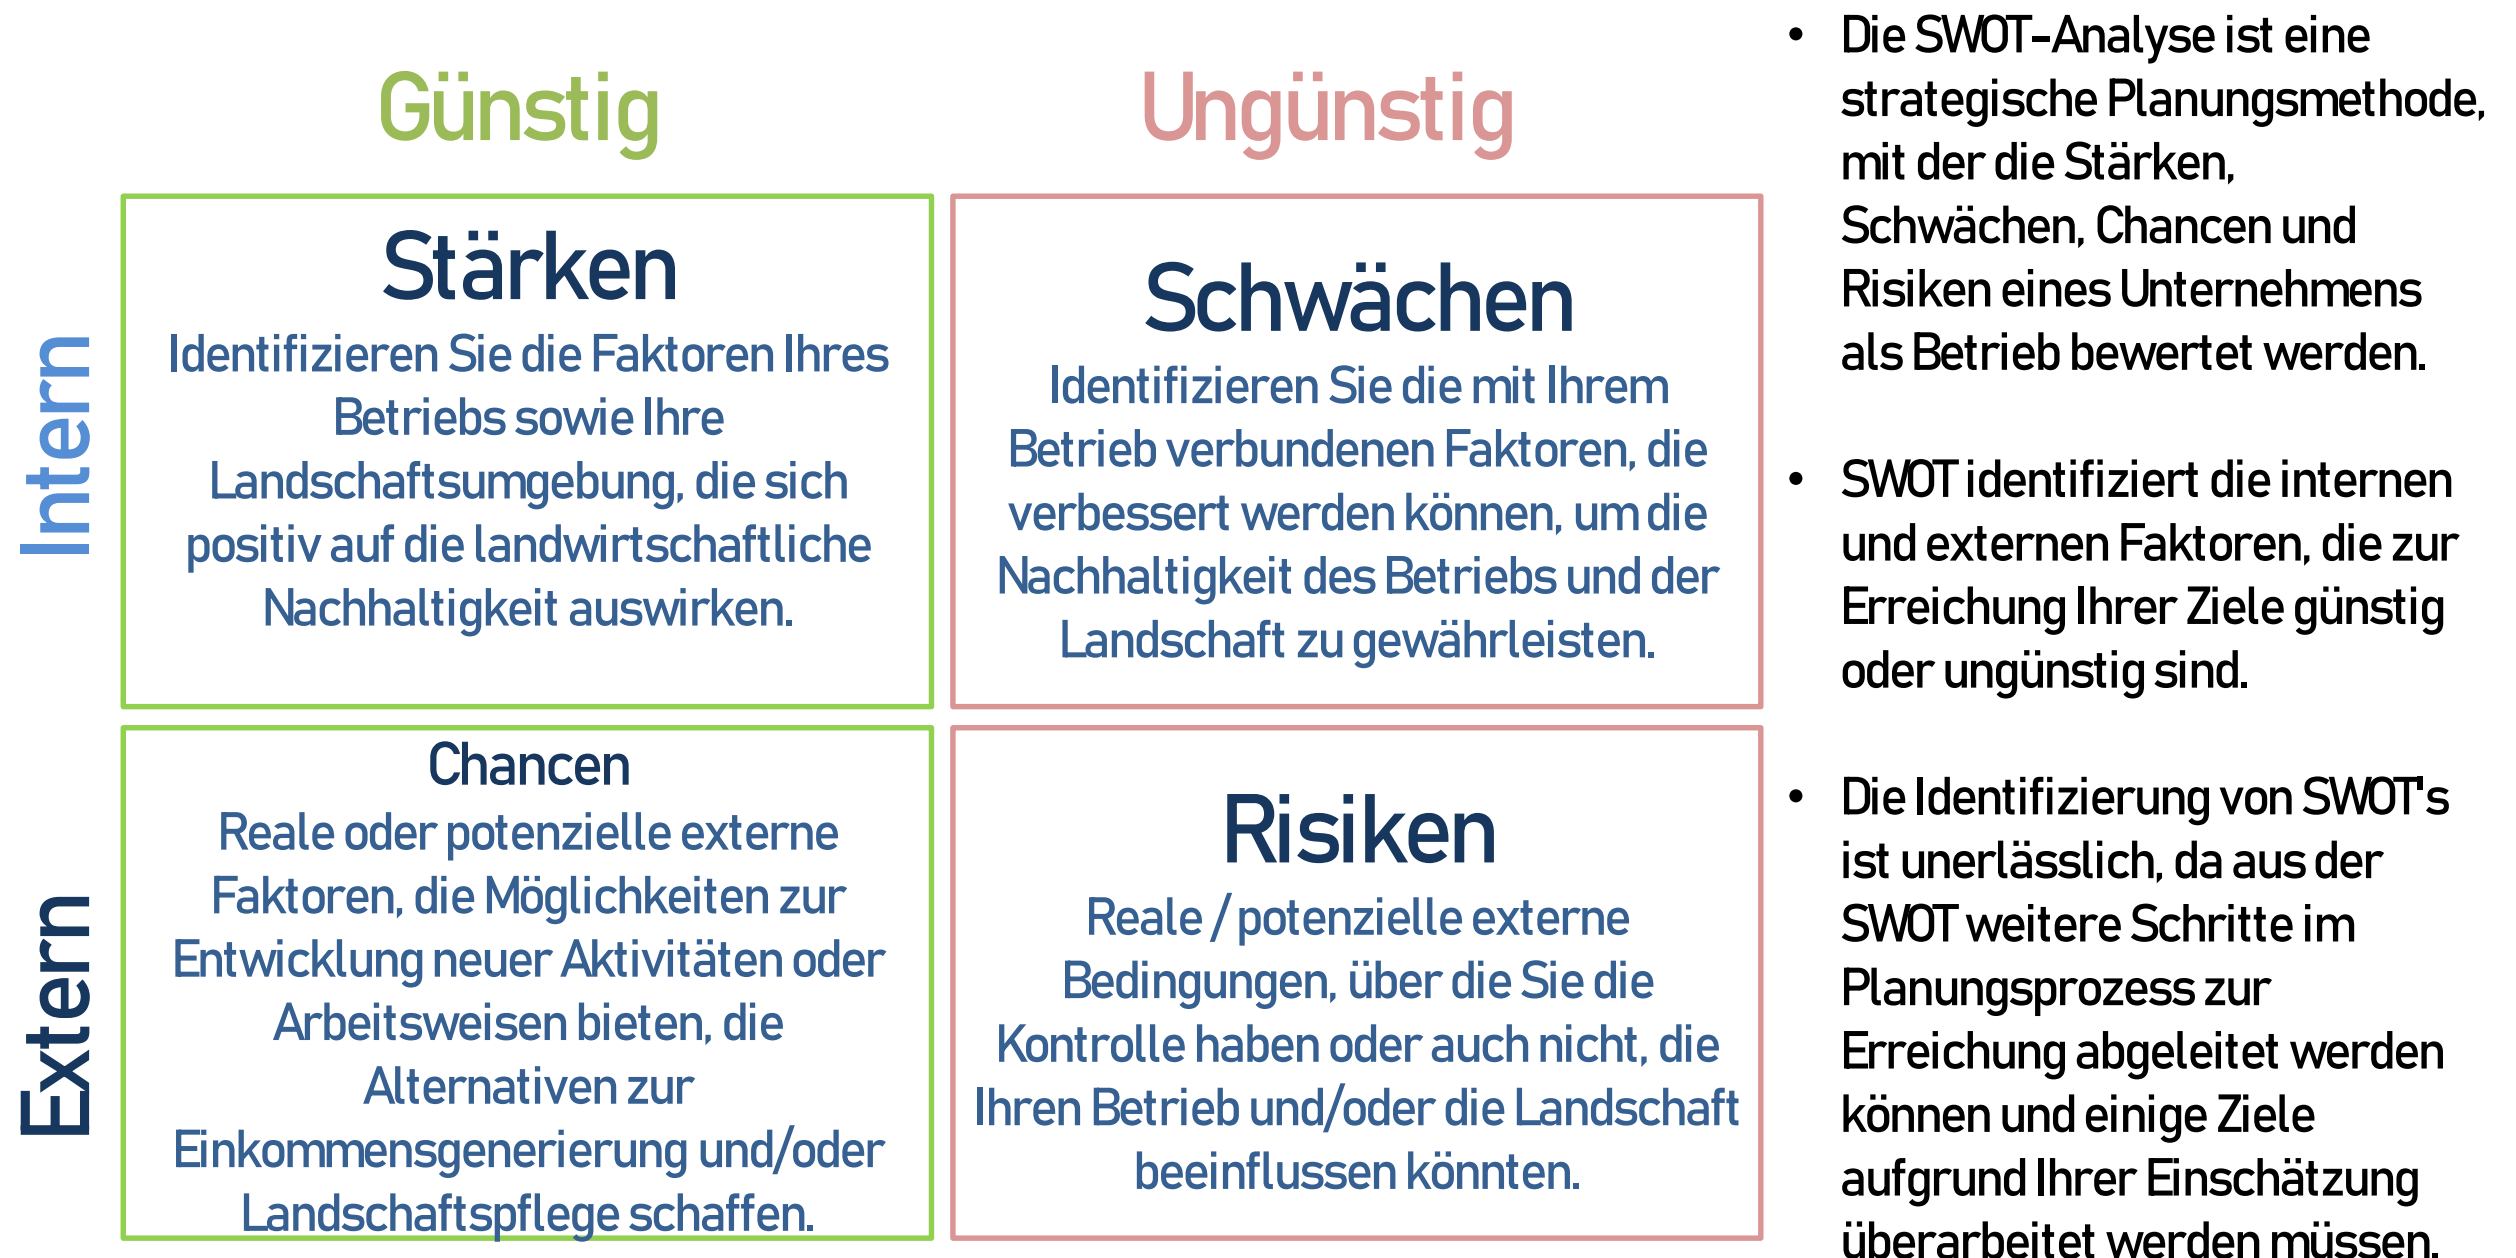 Günstig
Ungünstig
Intern
Stärken
Identifizieren Sie die Faktoren Ihres
Betriebs sowie Ihre
Landschaftsumgebung, die sich
positiv auf die landwirtschaftliche
Nachhaltigkeit auswirken.
Schwächen
Identifizieren Sie die mit Ihrem
Betrieb verbundenen Faktoren, die
verbessert werden können, um die
Nachhaltigkeit des Betriebs und der
Landschaft zu gewährleisten.
Extern
Chancen
Reale oder potenzielle externe
Faktoren, die Möglichkeiten zur
Entwicklung neuer Aktivitäten oder
Arbeitsweisen bieten, die
Alternativen zur
Einkommensgenerierung und/oder
Landschaftspflege schaffen.
Risiken
Reale / potenzielle externe
Bedingungen, über die Sie die
Kontrolle haben oder auch nicht, die
Ihren Betrieb und/oder die Landschaft
beeinflussen könnten.
• Die SWOT-Analyse ist eine
strategische Planungsmethode,
mit der die Stärken,
Schwächen, Chancen und
Risiken eines Unternehmens
als Betrieb bewertet werden.
• SWOT identifiziert die internen
und externen Faktoren, die zur
Erreichung Ihrer Ziele günstig
oder ungünstig sind.
• Die Identifizierung von SWOT's
ist unerlässlich, da aus der
SWOT weitere Schritte im
Planungsprozess zur
Erreichung abgeleitet werden
können und einige Ziele
aufgrund Ihrer Einschätzung
überarbeitet werden müssen.